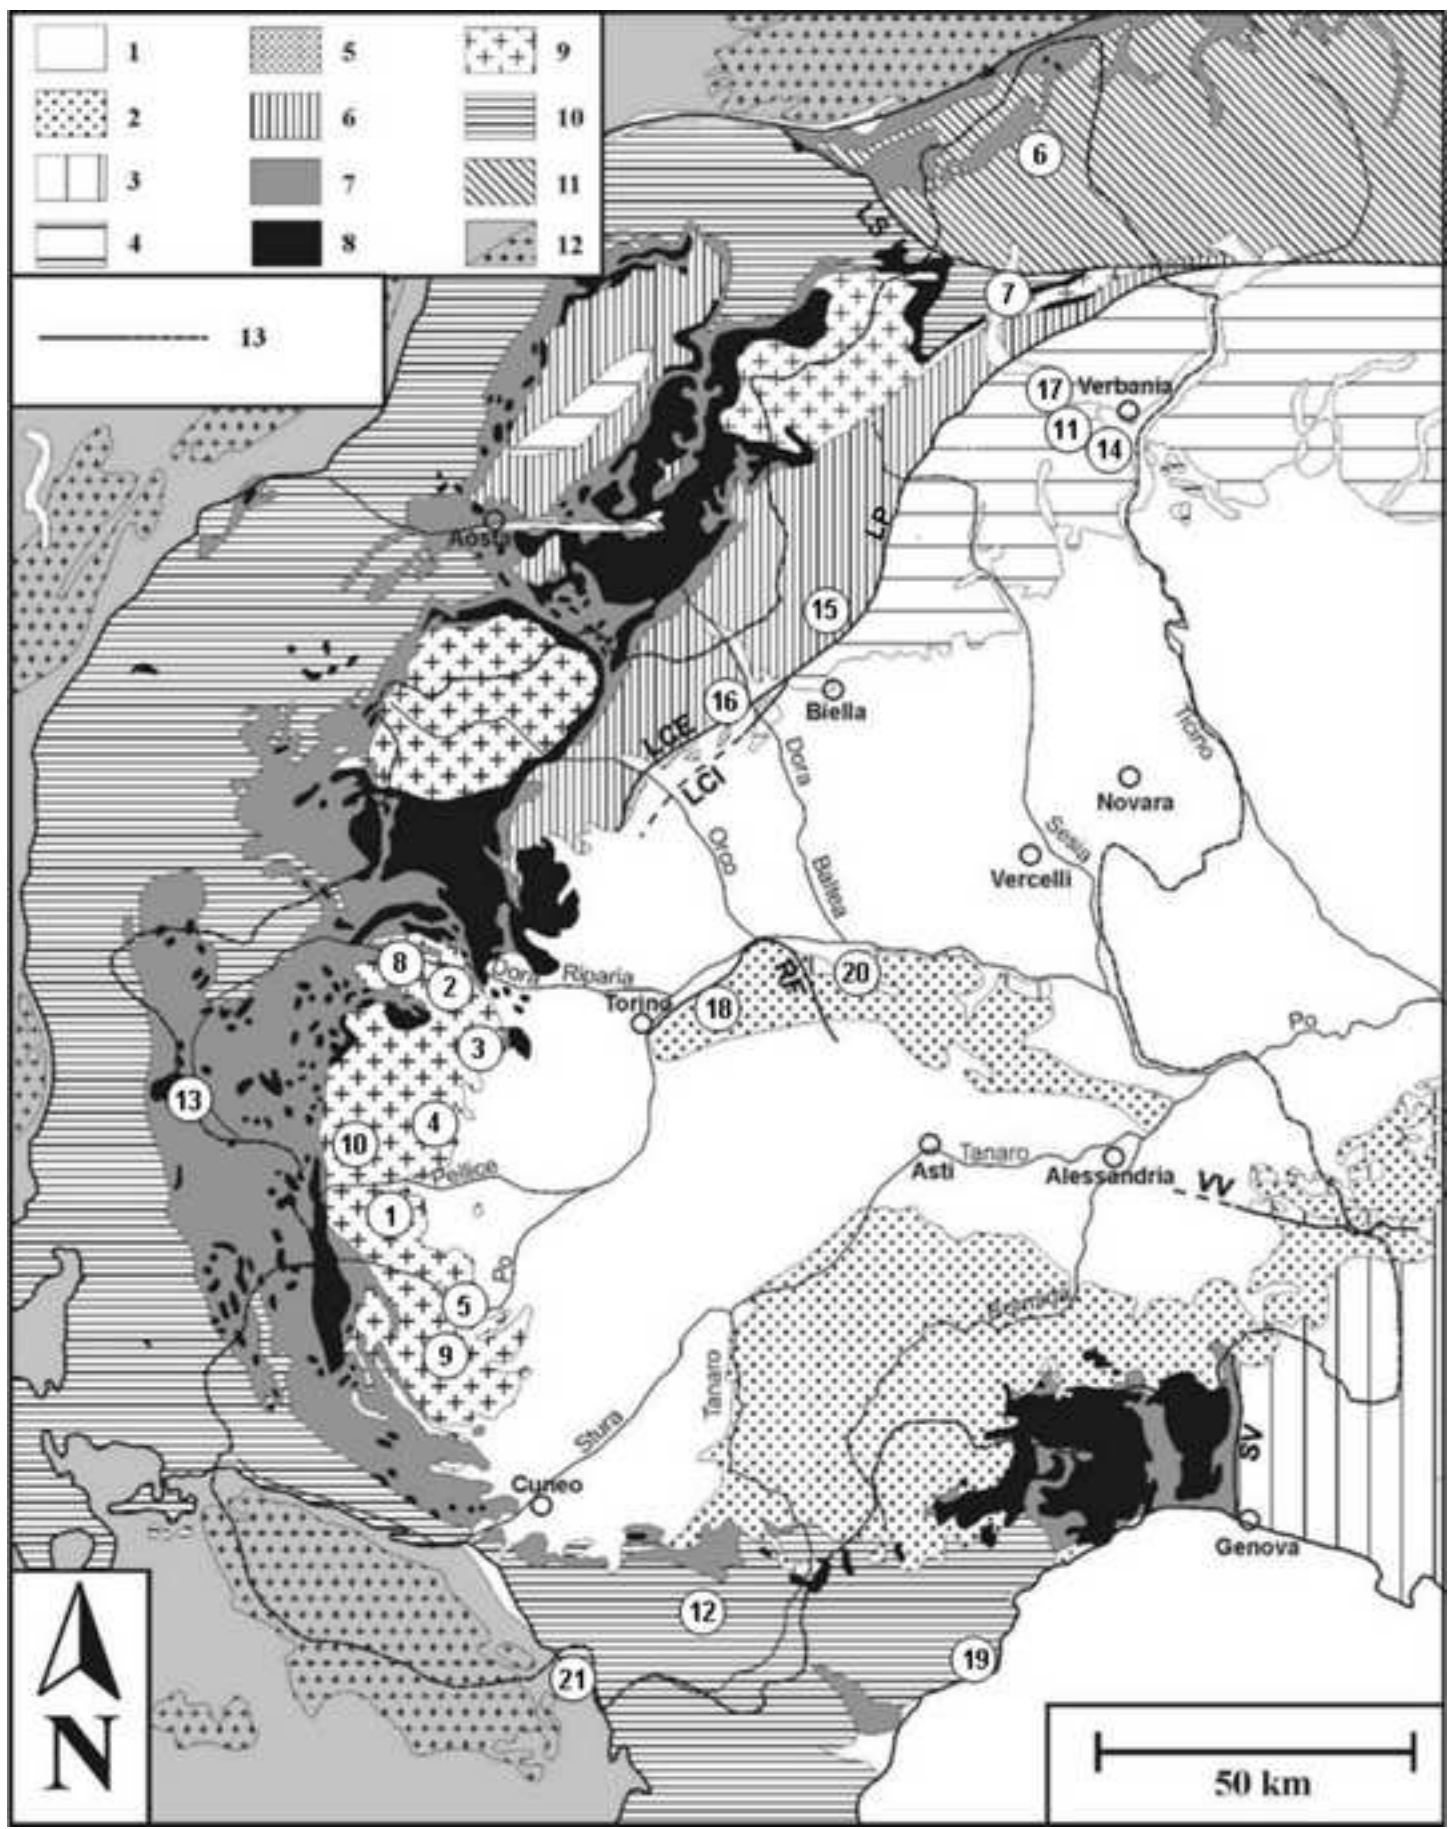 1 5 9
2 6 10
3 7 11
4 8 12
13
6
LS
7
17 Verbania
11
14
Aosta
LP
15
16
Biella
LCE
LCI
Dora
Baltea
Orco
Ticino
Novara
Sesia
Vercelli
8
2
Dora Riparia
Torino
18
RF
20
3
Po
13
4
10
Pellice
Asti
Tanaro
Alessandria
VV
1
Po
5
9
Bormida
Tanaro
Stura
Cuneo
SV
Genova
12
19
21
N
50 km